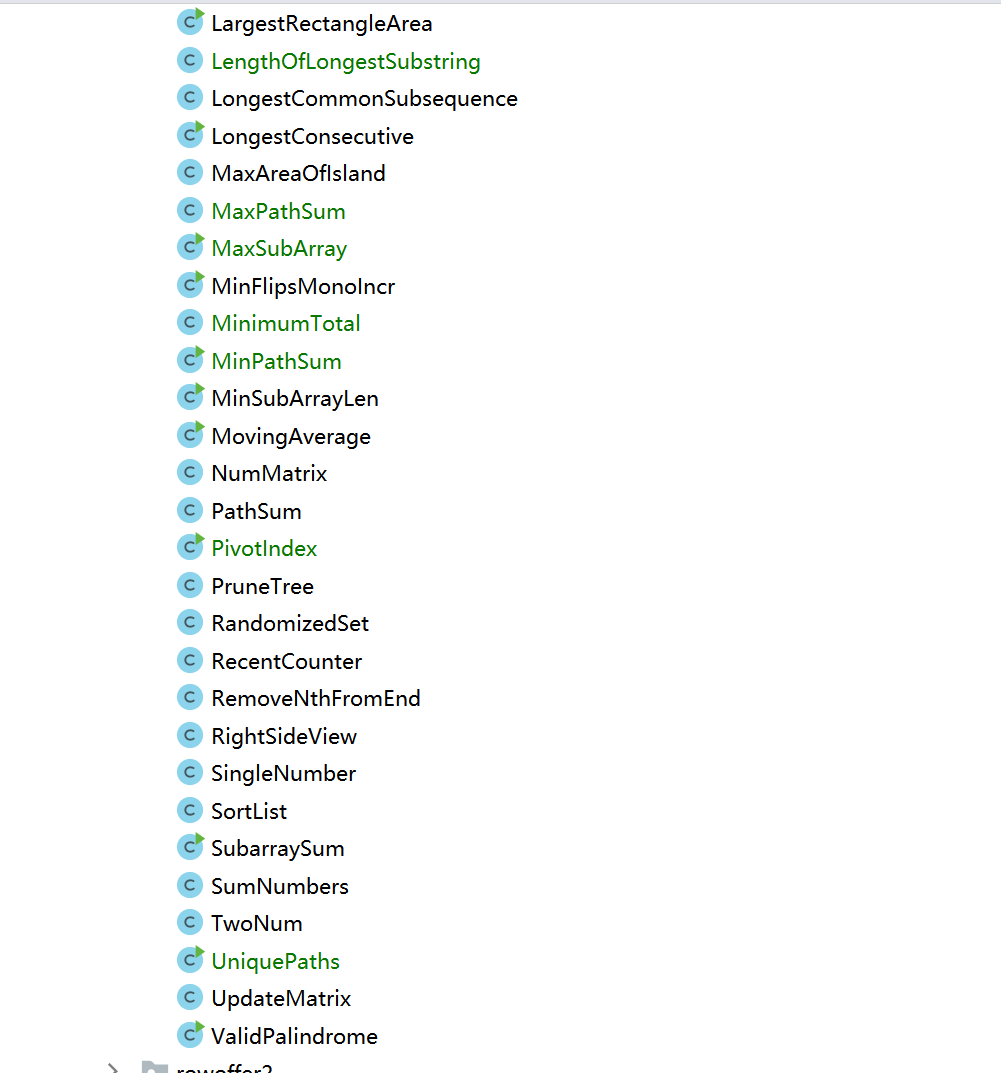 LargestRectangleArea
LengthOfLongestSubstring
LongestCommonSubsequence
LongestConsecutive
MaxAreaOfIsland
MaxPathSum
MaxSubArray
MinFlipsMonoIncr
MinimumTotal
MinPathSum
MinSubArrayLen
MovingAverage
NumMatrix
PathSum
PivotIndex
PruneTree
RandomizedSet
RecentCounter
RemoveNthFromEnd
RightSideView
SingleNumber
SortList
SubarraySum
SumNumbers
TwoNum
UniquePaths
UpdateMatrix
ValidPalindrome